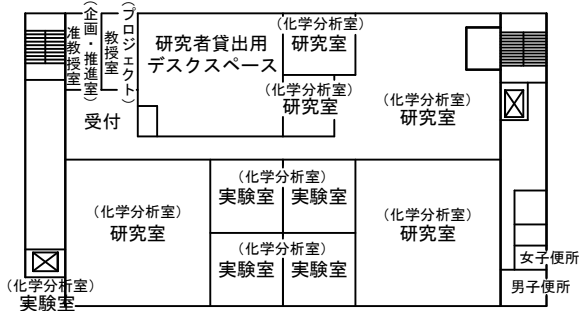 (企画・推進室)
准教授室
(プロジェクト)
教授室
受付
研究者貸出用
デスクスペース
(化学分析室)
研究室
(化学分析室)
研究室
(化学分析室)
研究室
(化学分析室)
研究室
(化学分析室)
実験室 実験室
(化学分析室)
実験室 実験室
(化学分析室)
研究室
女子便所
男子便所
(化学分析室)
実験室